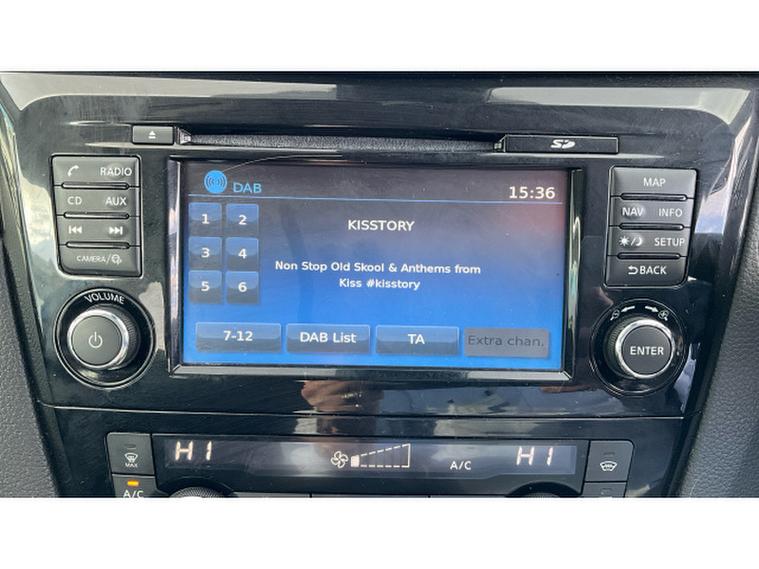 SD
RADIO
CD AUX
CAMERA/
VOLUME
DAB
15:36
1 2
3 4
5 6
KISSTORY
Non Stop Old Skool & Anthems from
Kiss #kisstory
7-12 DAB List TA Extra chan.
MAP
NAV INFO
SETUP
BACK
ENTER
MAX
A/C
HI
A/C
HI